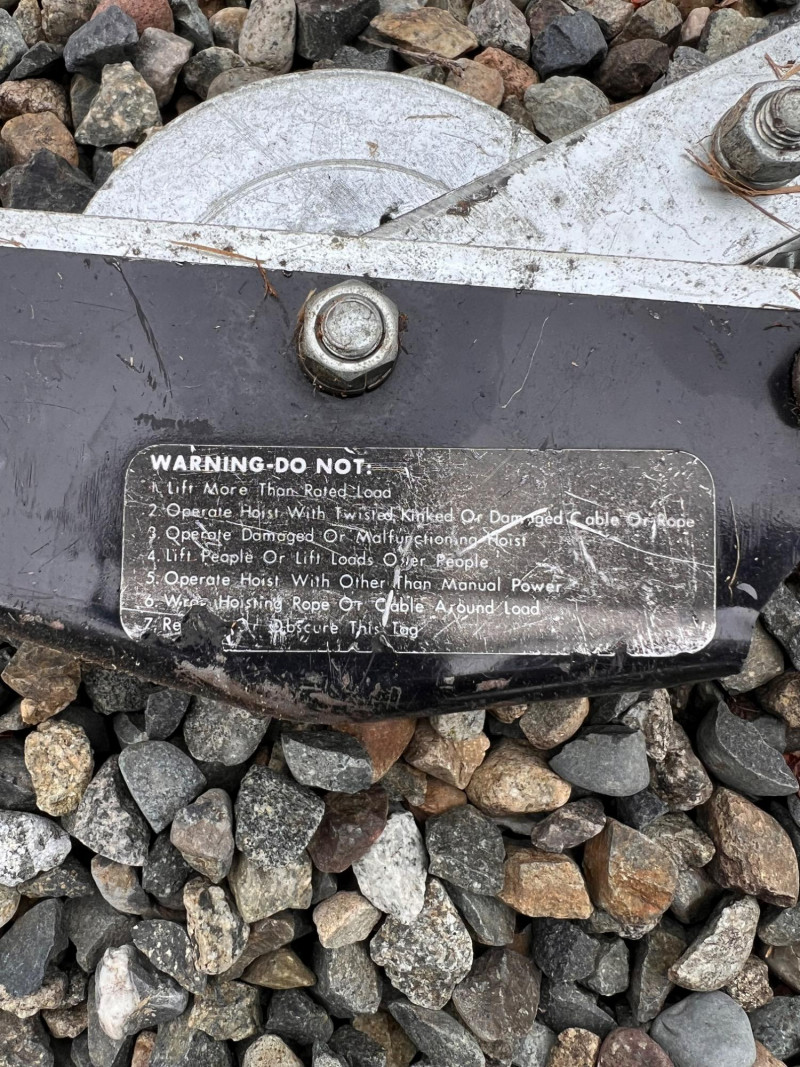 WARNING-DO NOT:
1. Lift More Than Rated Load
2. Operate Hoist With Twisted, Kinked Or Damaged Cable Or Rope
3. Operate Damaged Or Malfunctioning Hoist
4. Lift People Or Lift Loads Over People
5. Operate Hoist With Other Than Manual Power
6. Hoisting Rope Or Cable Around Load
7. Or Obscure This Tag